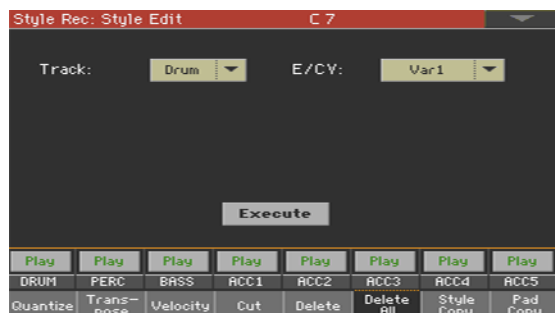 Style Rec: Style Edit C 7
Track: Drum E/CV: Var1
Execute
Play Play Play Play Play Play Play Play
DRUM PERC BASS ACC1 ACC2 ACC3 ACC4 ACC5
Quantize Trans- Velocity Cut Delete Delete Style Pad
pose All Copy Copy